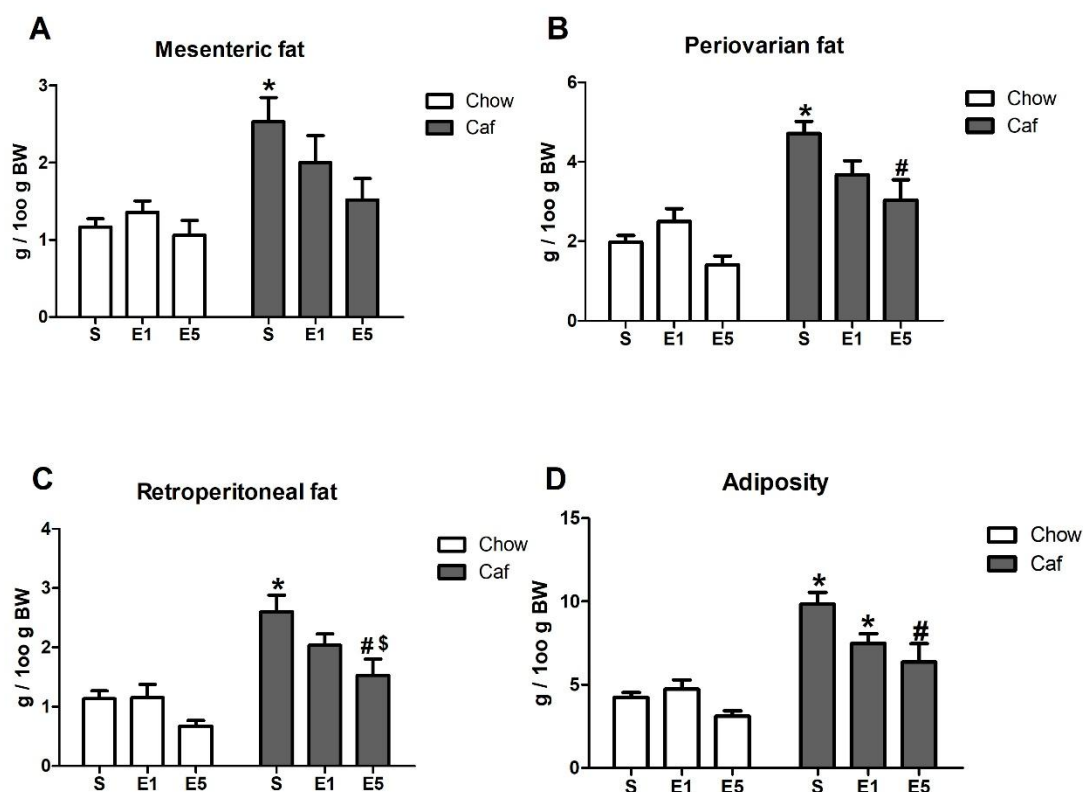 A
Mesenteric fat
g / 1oo g BW
3
2
1
0
*
S E1 E5 S E1 E5
Chow
Caf
B
Periovarian fat
g / 1oo g BW
6
4
2
0
*
#
S E1 E5 S E1 E5
Chow
Caf
C
Retroperitoneal fat
g / 1oo g BW
4
3
2
1
0
*
# $
S E1 E5 S E1 E5
Chow
Caf
D
Adiposity
g / 1oo g BW
15
10
5
0
*
*
#
S E1 E5 S E1 E5
Chow
Caf